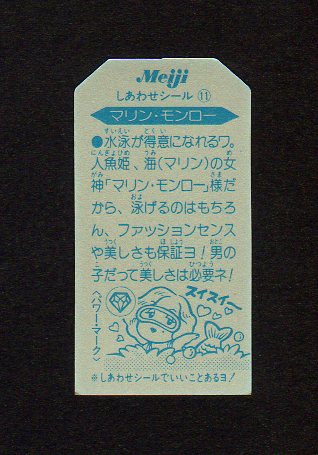 Meiji
しあわせシール⑪
マリン・モンロー
●水泳が得意になれるワ。
人魚姫、海(マリン)の女
神「マリン・モンロー」様だ
から、泳げるのはもちろ
ん、ファッションセンス
や美しさも保証ヨ!男の
子だって美しさは必要ネ!
〈パワーマーク〉
スイスイー
※しあわせシールでいいことあるヨ!